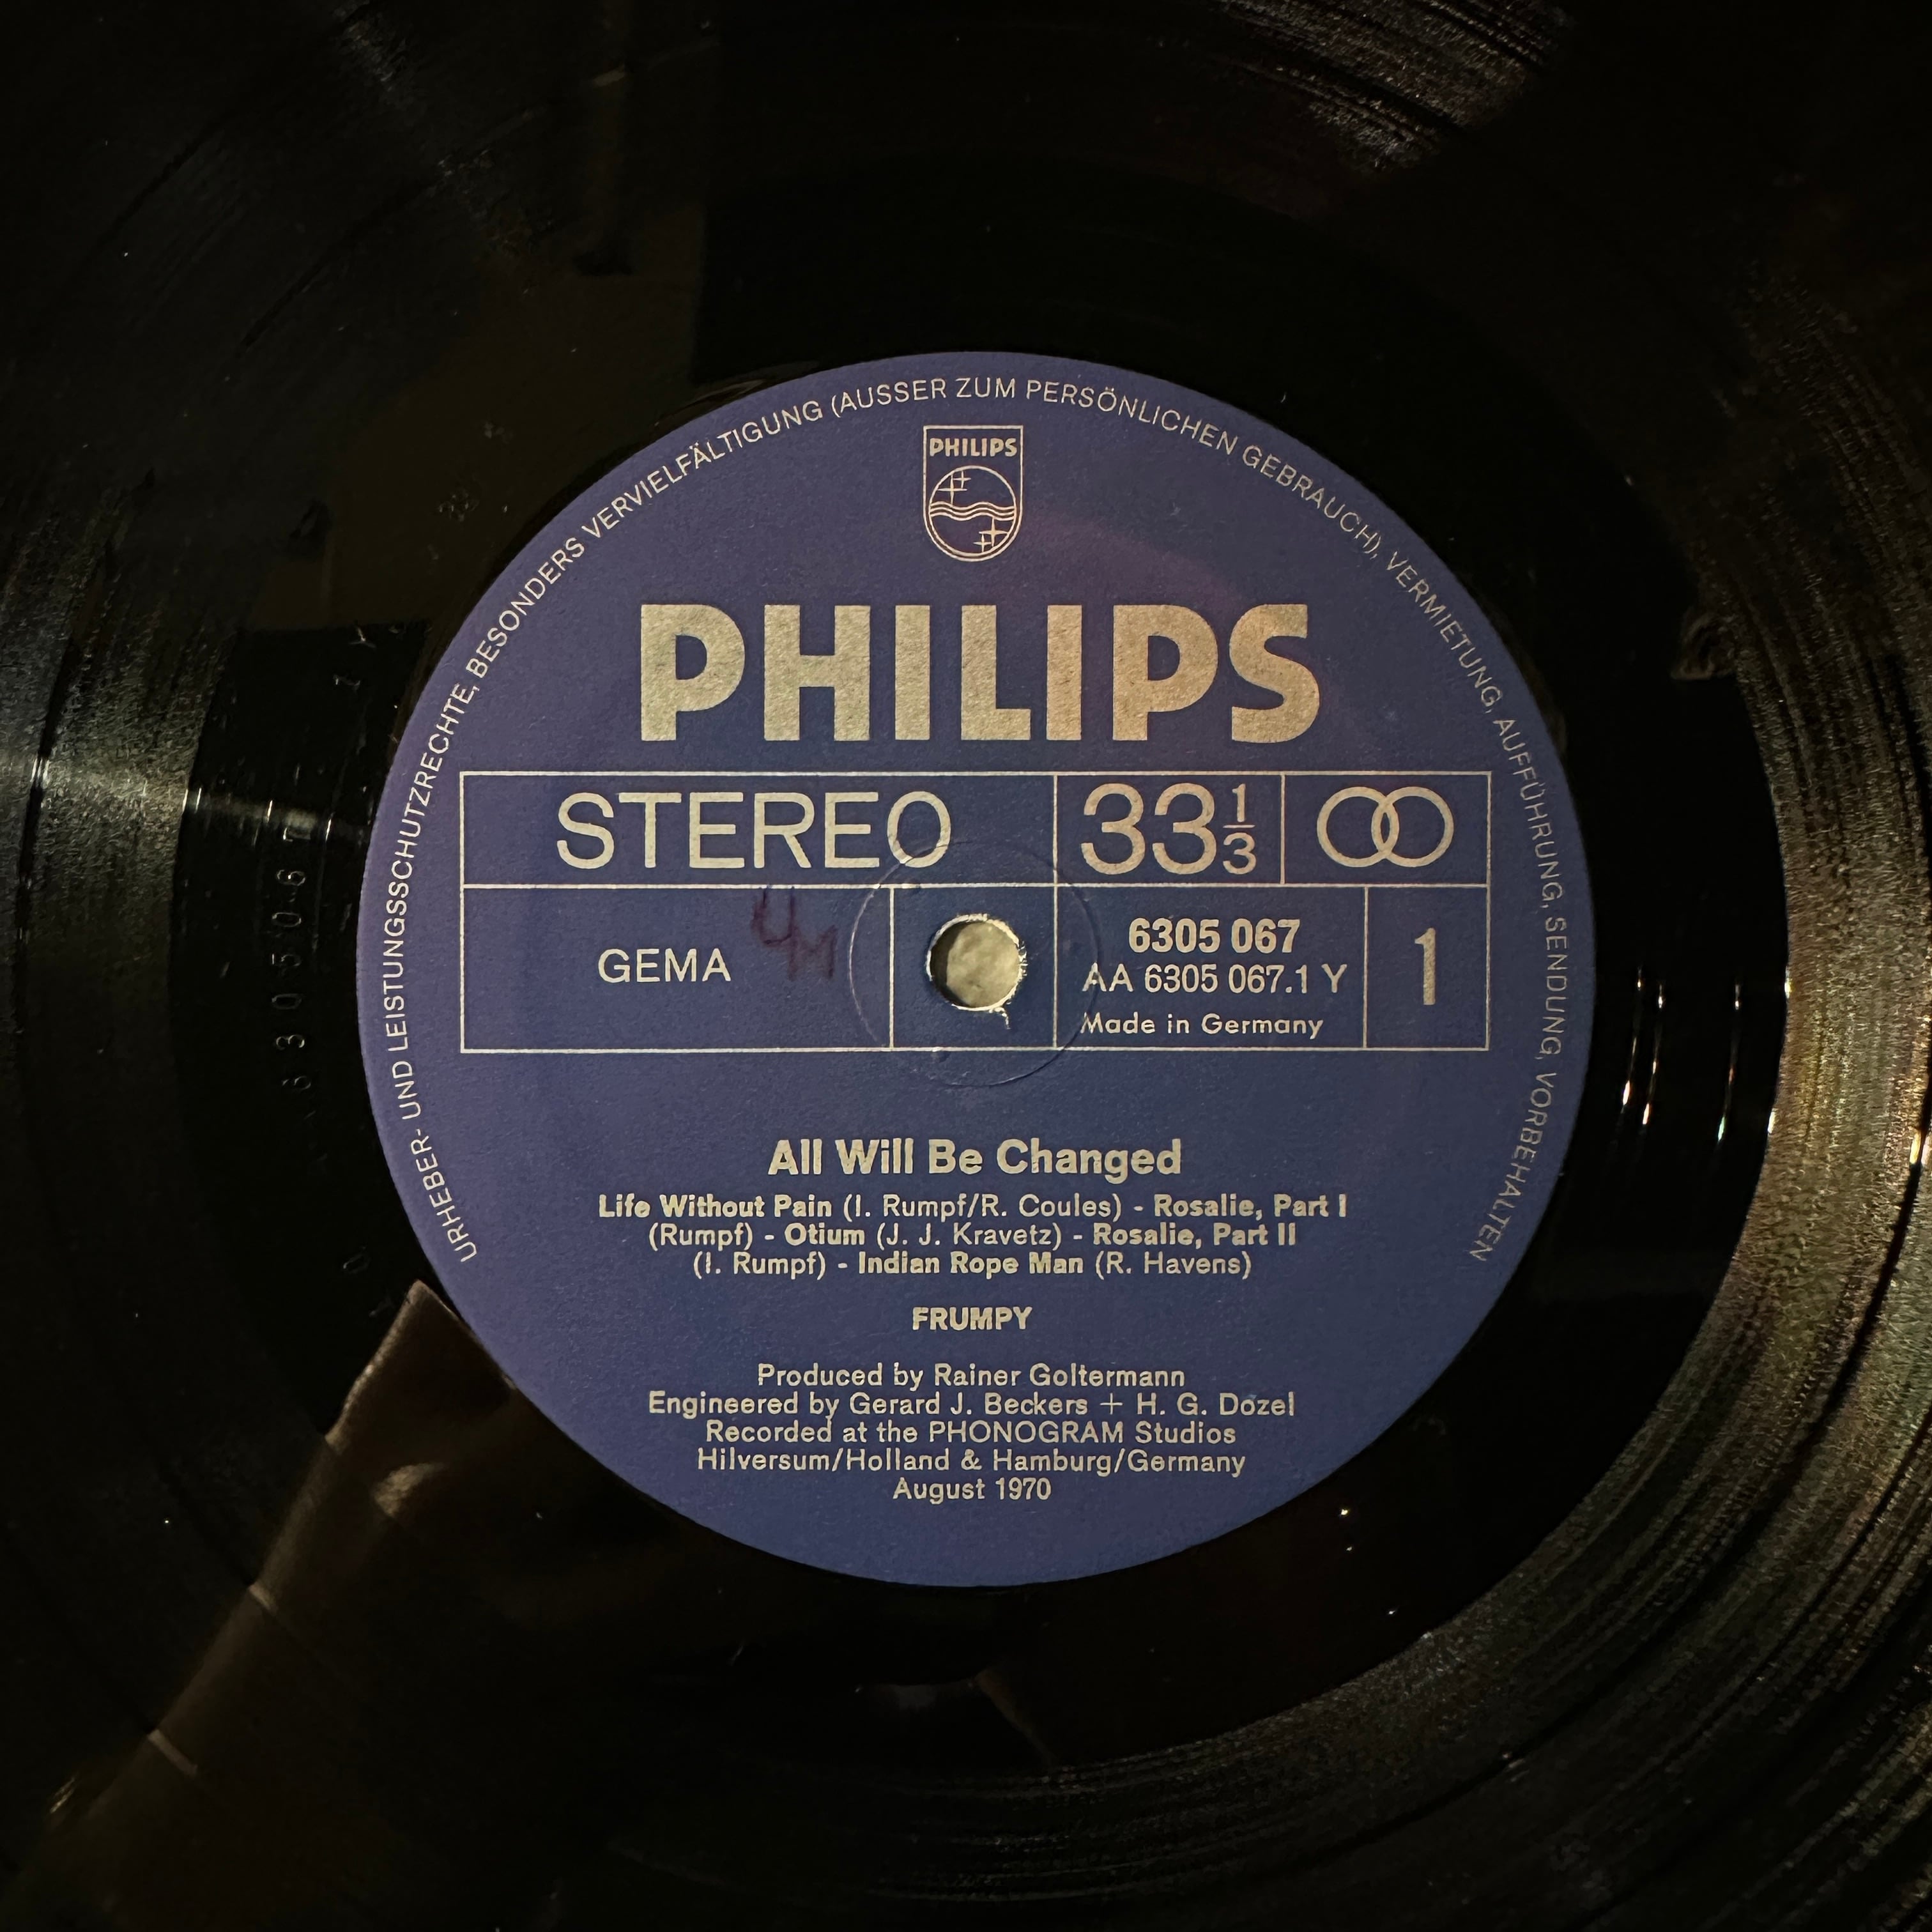 URHEBER- UND LEISTUNGSSCHUTZRECHTE, BESONDERS VERVIELFÄLTIGUNG (AUSSER ZUM PERSÖNLICHEN GEBRAUCH), VERMIETUNG, AUFFÜHRUNG, SENDUNG, VORBEHALTEN
PHILIPS
PHILIPS
STEREO
33 1/3
GEMA
6305 067
AA 6305 067.1 Y
Made in Germany
1
All Will Be Changed
Life Without Pain (I. Rumpf/R. Coules) - Rosalie, Part I
(Rumpf) - Otium (J. J. Kravetz) - Rosalie, Part II
(I. Rumpf) - Indian Rope Man (R. Havens)
FRUMPY
Produced by Rainer Goltermann
Engineered by Gerard J. Beckers + H. G. Dozel
Recorded at the PHONOGRAM Studios
Hilversum/Holland & Hamburg/Germany
August 1970